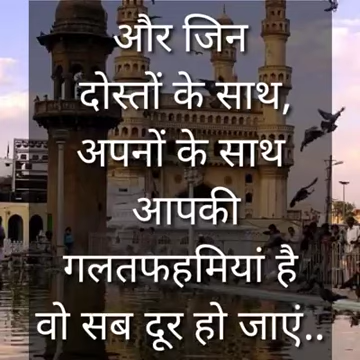 और जिन
दोस्तों के साथ,
अपनों के साथ
आपकी
गलतफहमियां है
वो सब दूर हो जाएं..